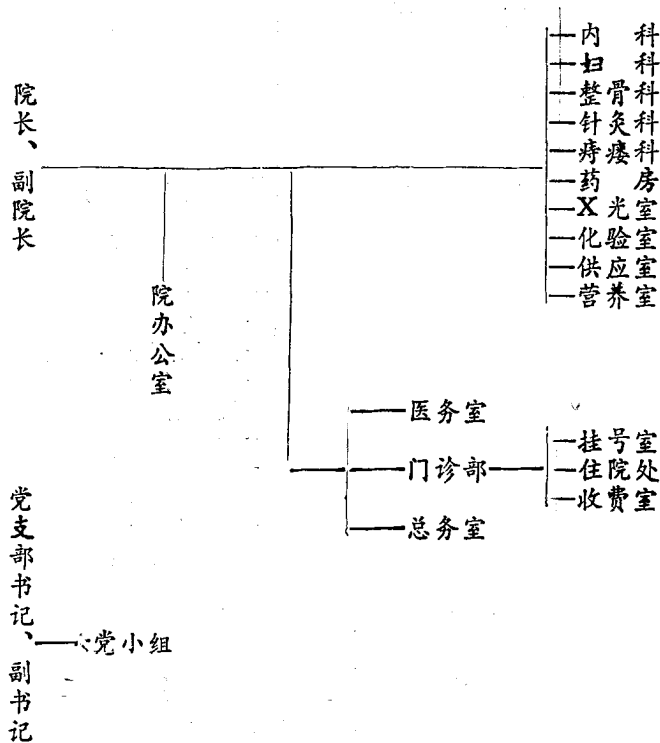 院长、副院长
院办公室
内科
妇科
整骨科
针灸科
痔瘘科
药房
X光室
化验室
供应室
营养室
医务室
门诊部
总务室
挂号室
住院处
收费室
党支部书记、副书记
党小组